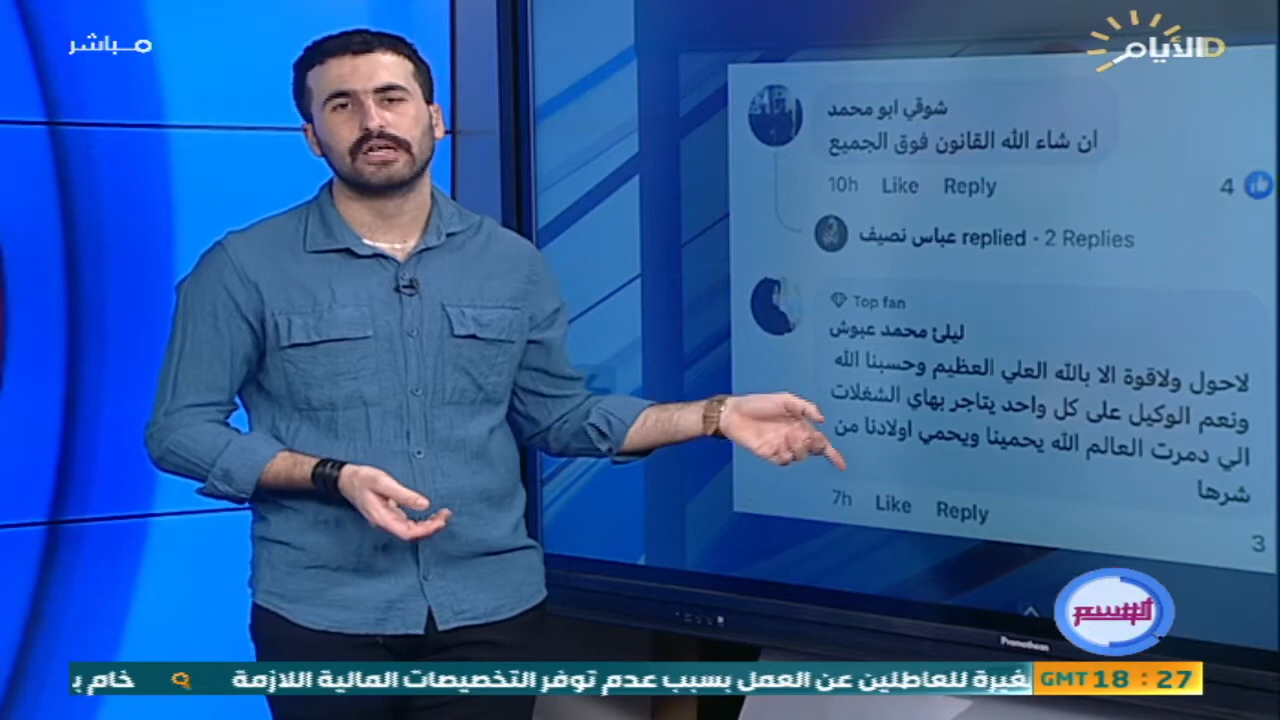 مباشر
الأيام
شوقي ابو محمد
ان شاء الله القانون فوق الجميع
10h Like Reply
4
عباس نصيف replied · 2 Replies
Top fan
ليلئ محمد عبوش
لاحول ولاقوة الا بالله العلي العظيم وحسبنا الله
ونعم الوكيل على كل واحد يتاجر بهاي الشغلات
الي دمرت العالم الله يحمينا ويحمي اولادنا من
شرها
7h Like Reply
3
Promethean
للعاطلين عن العمل بسبب عدم توفر التخصيصات المالية اللازمة
خام
GMT 18:27